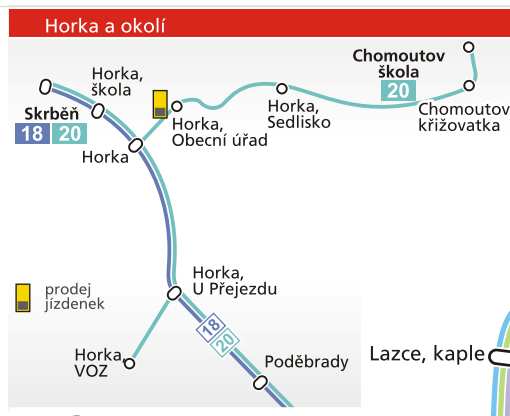 Horka a okolí
Chomoutov
škola
20
Horka,
škola
Skrběň
18 20
Horka,
Obecní úřad
Horka,
Sedlisko
Chomoutov
křižovatka
Horka
Horka,
U Přejezdu
prodej
jízdenek
18
20
Horka,
VOZ
Poděbrady
Lazce, kaple